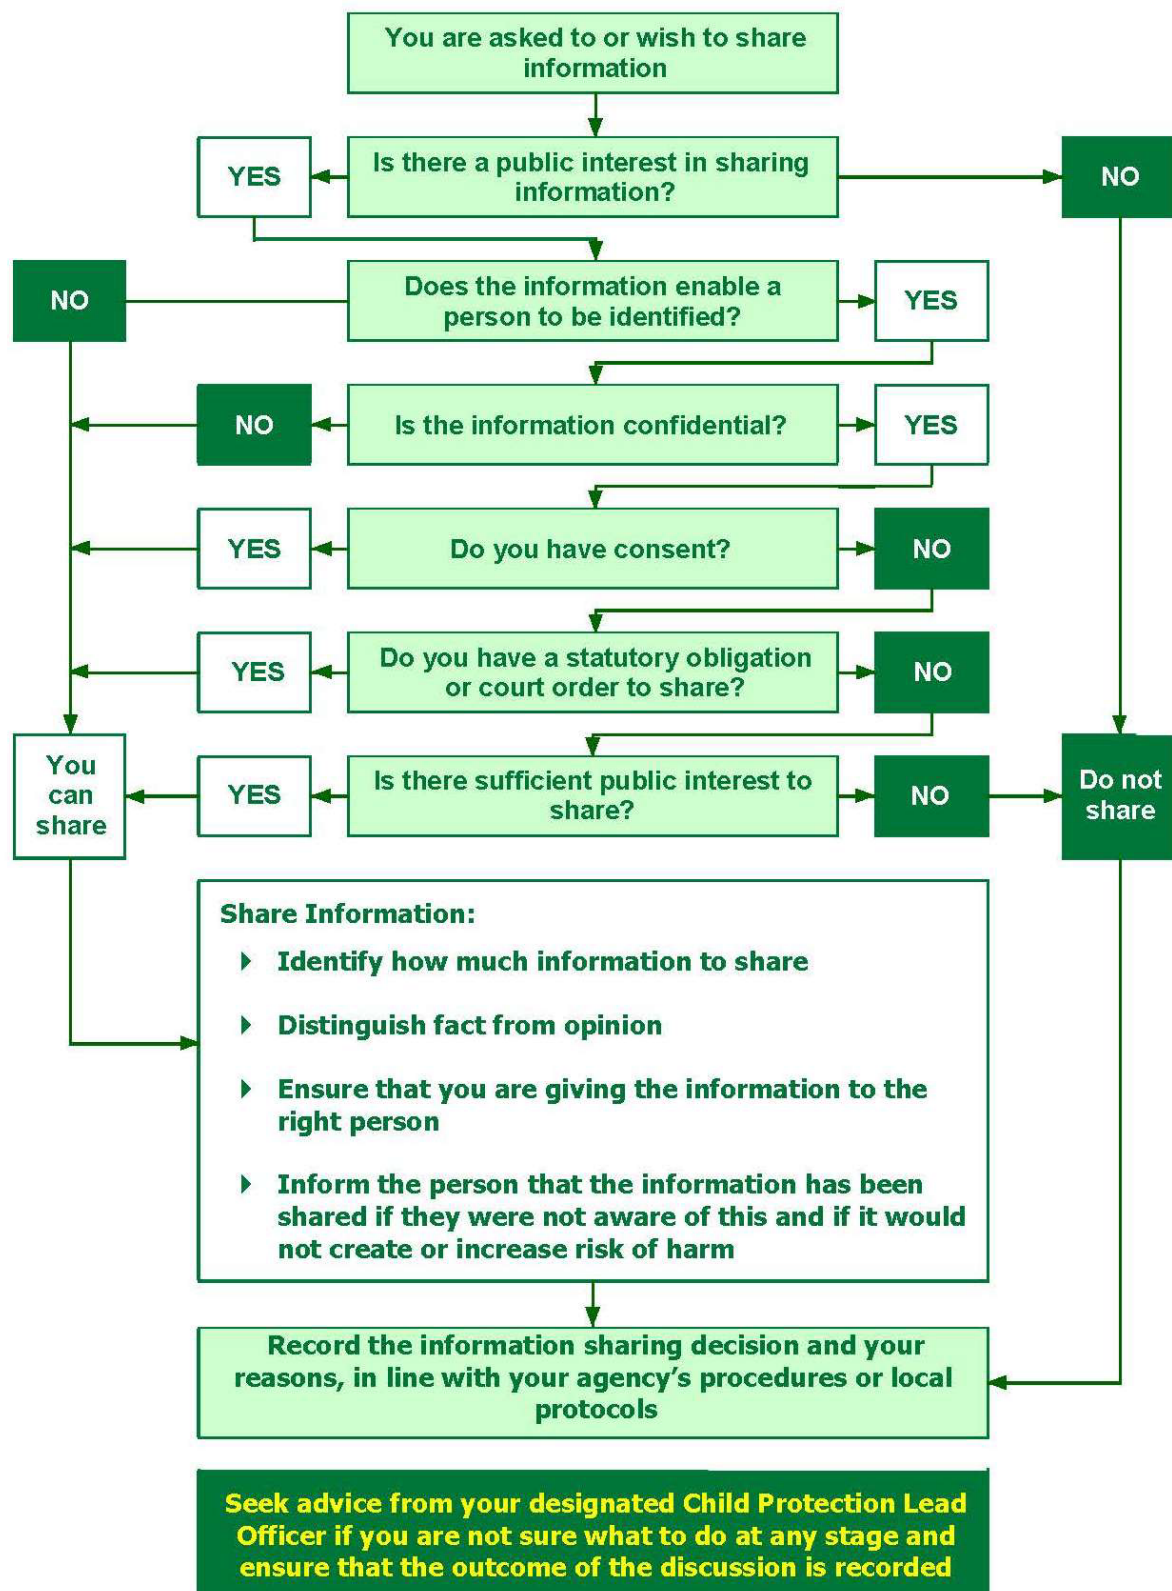 You are asked to or wish to share
information
YES
Is there a public interest in sharing
information?
NO
NO
Does the information enable a
person to be identified?
YES
NO
Is the information confidential?
YES
YES
Do you have consent?
NO
YES
Do you have a statutory obligation
or court order to share?
NO
You
can
share
YES
Is there sufficient public interest to
share?
NO
Do not
share
Share Information:
Identify how much information to share
Distinguish fact from opinion
Ensure that you are giving the information to the
right person
Inform the person that the information has been
shared if they were not aware of this and if it would
not create or increase risk of harm
Record the information sharing decision and your
reasons, in line with your agency’s procedures or local
protocols
Seek advice from your designated Child Protection Lead
Officer if you are not sure what to do at any stage and
ensure that the outcome of the discussion is recorded